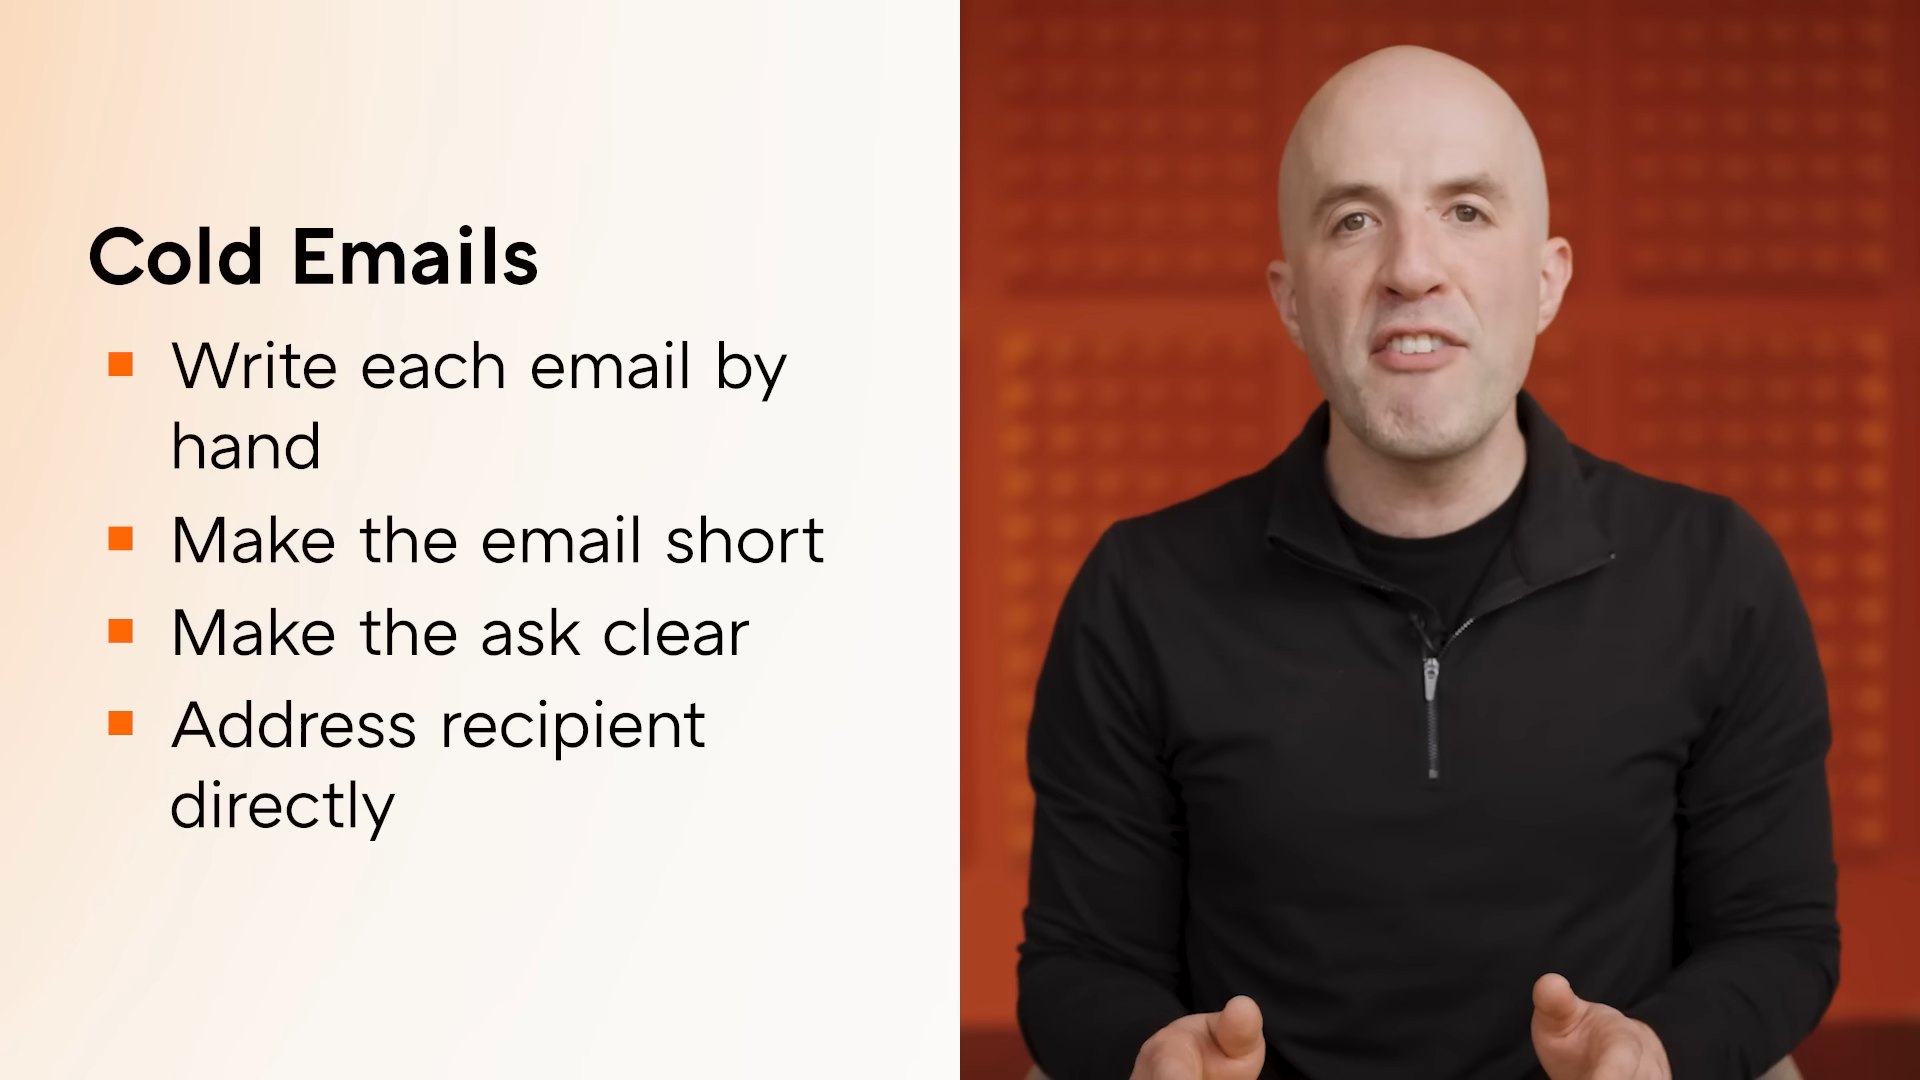 Cold Emails
Write each email by
hand
Make the email short
Make the ask clear
Address recipient
directly